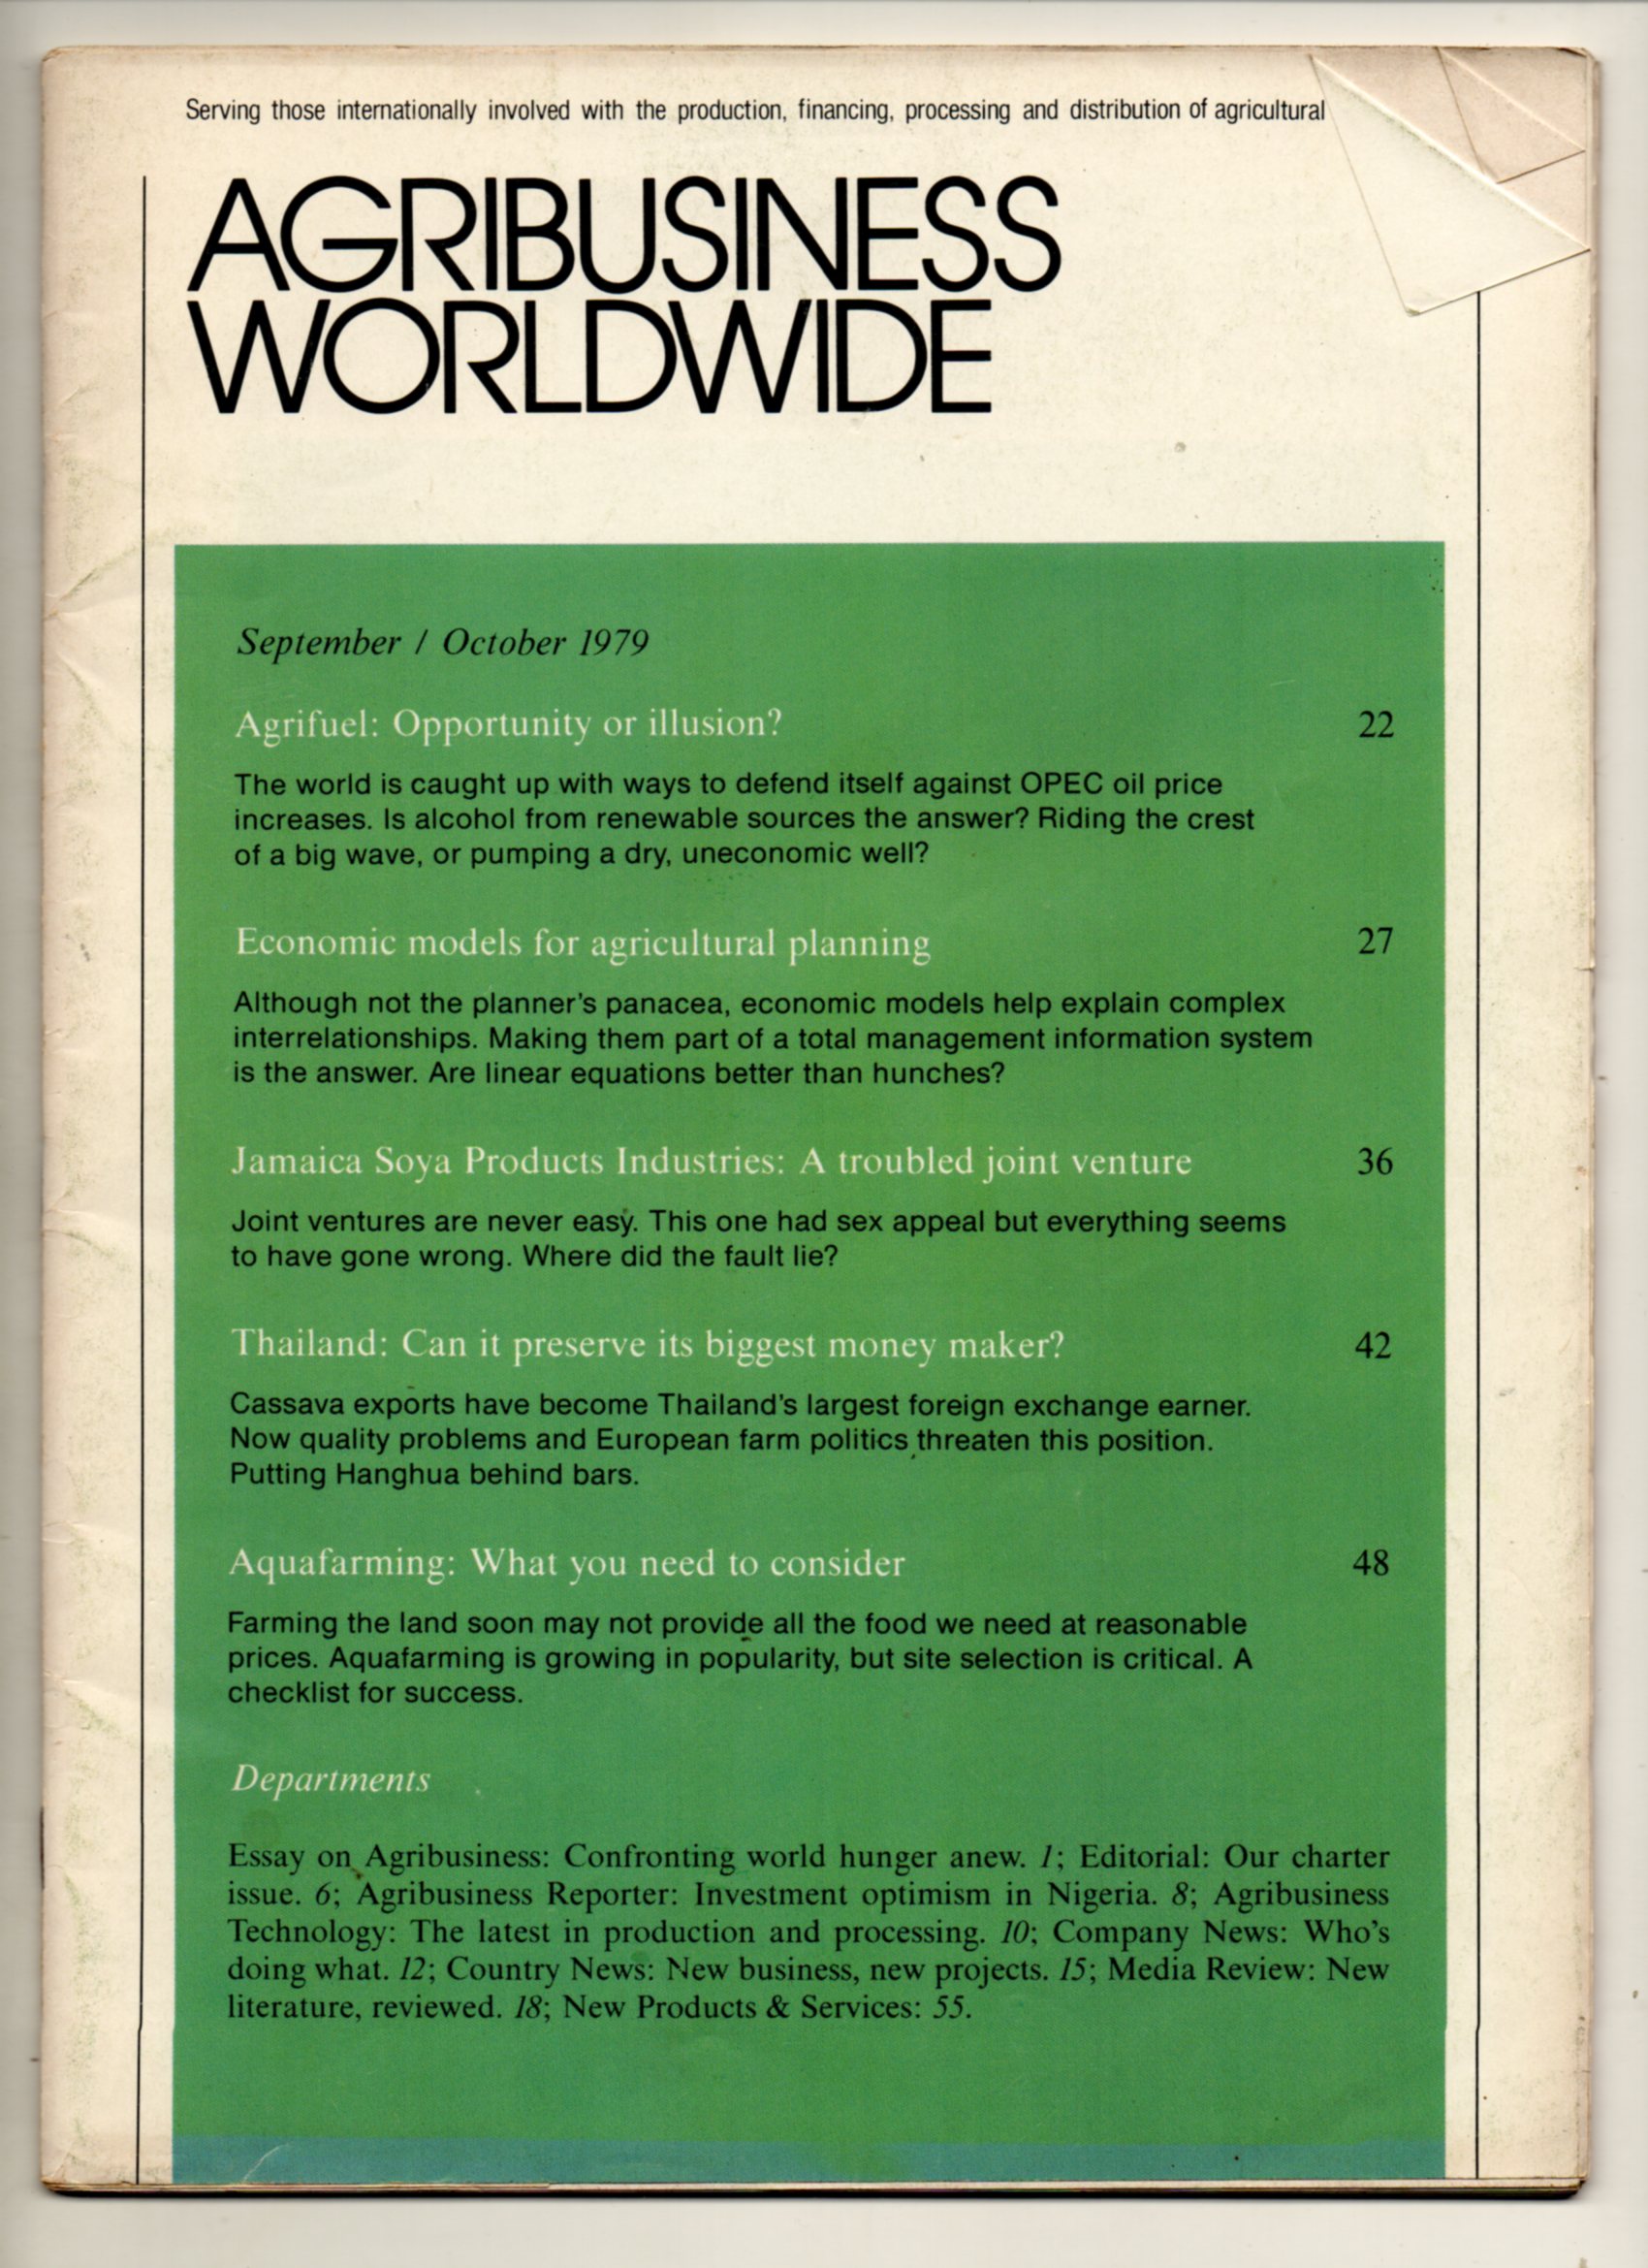 Serving those internationally involved with the production, financing, processing and distribution of agricultural
AGRIBUSINESS
WORLDWIDE
September / October 1979
Agrifuel: Opportunity or illusion? 22
The world is caught up with ways to defend itself against OPEC oil price
increases. Is alcohol from renewable sources the answer? Riding the crest
of a big wave, or pumping a dry, uneconomic well?
Economic models for agricultural planning 27
Although not the planner's panacea, economic models help explain complex
interrelationships. Making them part of a total management information system
is the answer. Are linear equations better than hunches?
Jamaica Soya Products Industries: A troubled joint venture 36
Joint ventures are never easy. This one had sex appeal but everything seems
to have gone wrong. Where did the fault lie?
Thailand: Can it preserve its biggest money maker? 42
Cassava exports have become Thailand's largest foreign exchange earner.
Now quality problems and European farm politics threaten this position.
Putting Hanghua behind bars.
Aquafarming: What you need to consider 48
Farming the land soon may not provide all the food we need at reasonable
prices. Aquafarming is growing in popularity, but site selection is critical. A
checklist for success.
Departments
Essay on Agribusiness: Confronting world hunger anew. 1; Editorial: Our charter
issue. 6; Agribusiness Reporter: Investment optimism in Nigeria. 8; Agribusiness
Technology: The latest in production and processing. 10; Company News: Who's
doing what. 12; Country News: New business, new projects. 15; Media Review: New
literature, reviewed. 18; New Products & Services: 55.